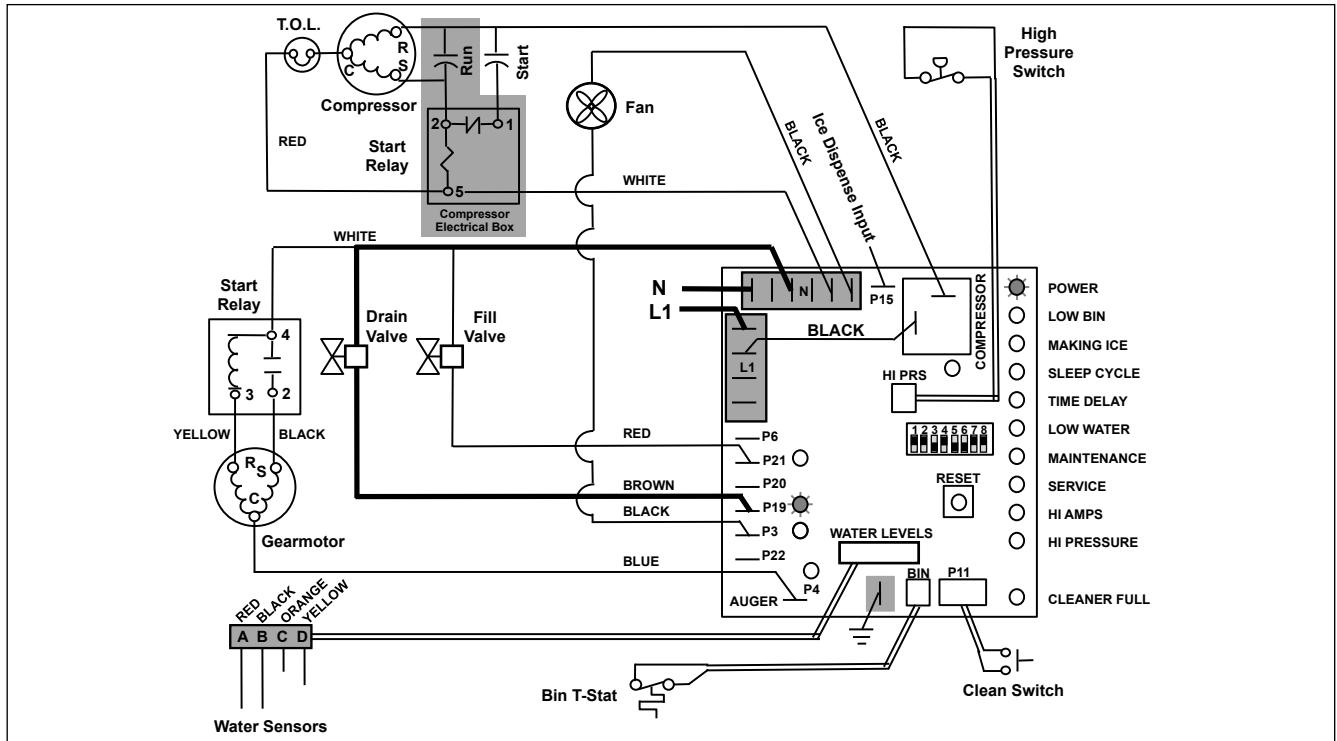 T.O.L.
C
R
S
Compressor
Run
Start
2
1
5
Start
Relay
Compressor
Electrical Box
RED
WHITE
Fan
BLACK
Ice Dispense Input
BLACK
High
Pressure
Switch
WHITE
Start
Relay
4
3
2
YELLOW
BLACK
R
S
C
Gearmotor
Drain
Valve
Fill
Valve
N
L1
N
L1
BLACK
P15
COMPRESSOR
HI PRS
1 2 3 4 5 6 7 8
RESET
RED
BROWN
BLACK
BLUE
P6
P21
P20
P19
P3
P22
P4
AUGER
WATER LEVELS
BIN
P11
POWER
LOW BIN
MAKING ICE
SLEEP CYCLE
TIME DELAY
LOW WATER
MAINTENANCE
SERVICE
HI AMPS
HI PRESSURE
CLEANER FULL
RED
BLACK
ORANGE
YELLOW
A B C D
Water Sensors
Bin T-Stat
Clean Switch